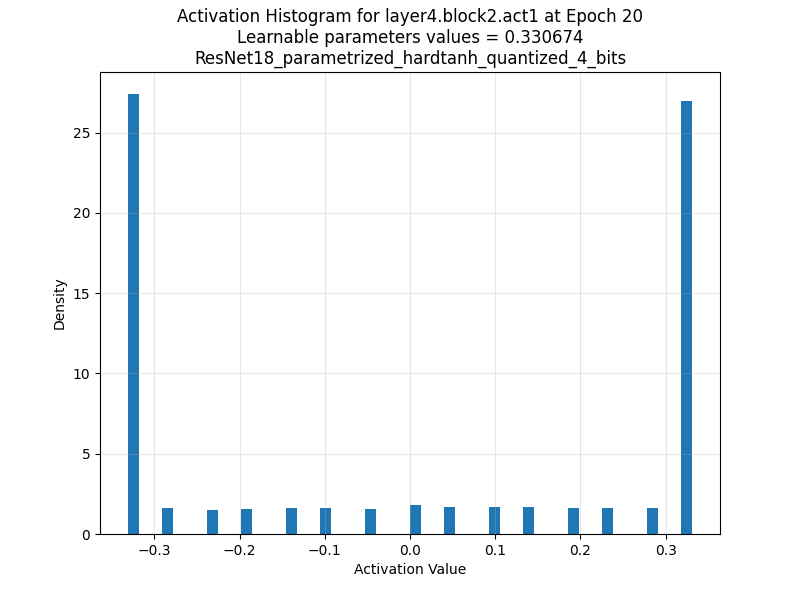 Activation Histogram for layer4.block2.act1 at Epoch 20
Learnable parameters values = 0.330674
ResNet18_parametrized_hardtanh_quantized_4_bits
25
20
15
10
5
0
Density
−0.3 −0.2 −0.1 0.0 0.1 0.2 0.3
Activation Value